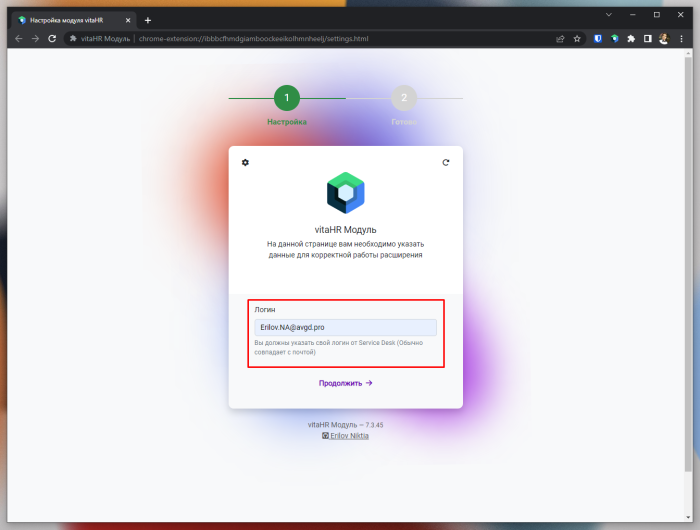 Настройка модуля vitaHR
vitaHR Модуль | chrome-extension://ibbbcfhmdgiamboockeeikolhmnheelj/settings.html
1
2
Настройка
Готово
vitaHR Модуль
На данной странице вам необходимо указать
данные для корректной работы расширения
Логин
Erilov.NA@avgd.pro
Вы должны указать свой логин от Service Desk (Обычно
совпадает с почтой)
Продолжить →
vitaHR Модуль — 7.3.45
Erilov Niktia